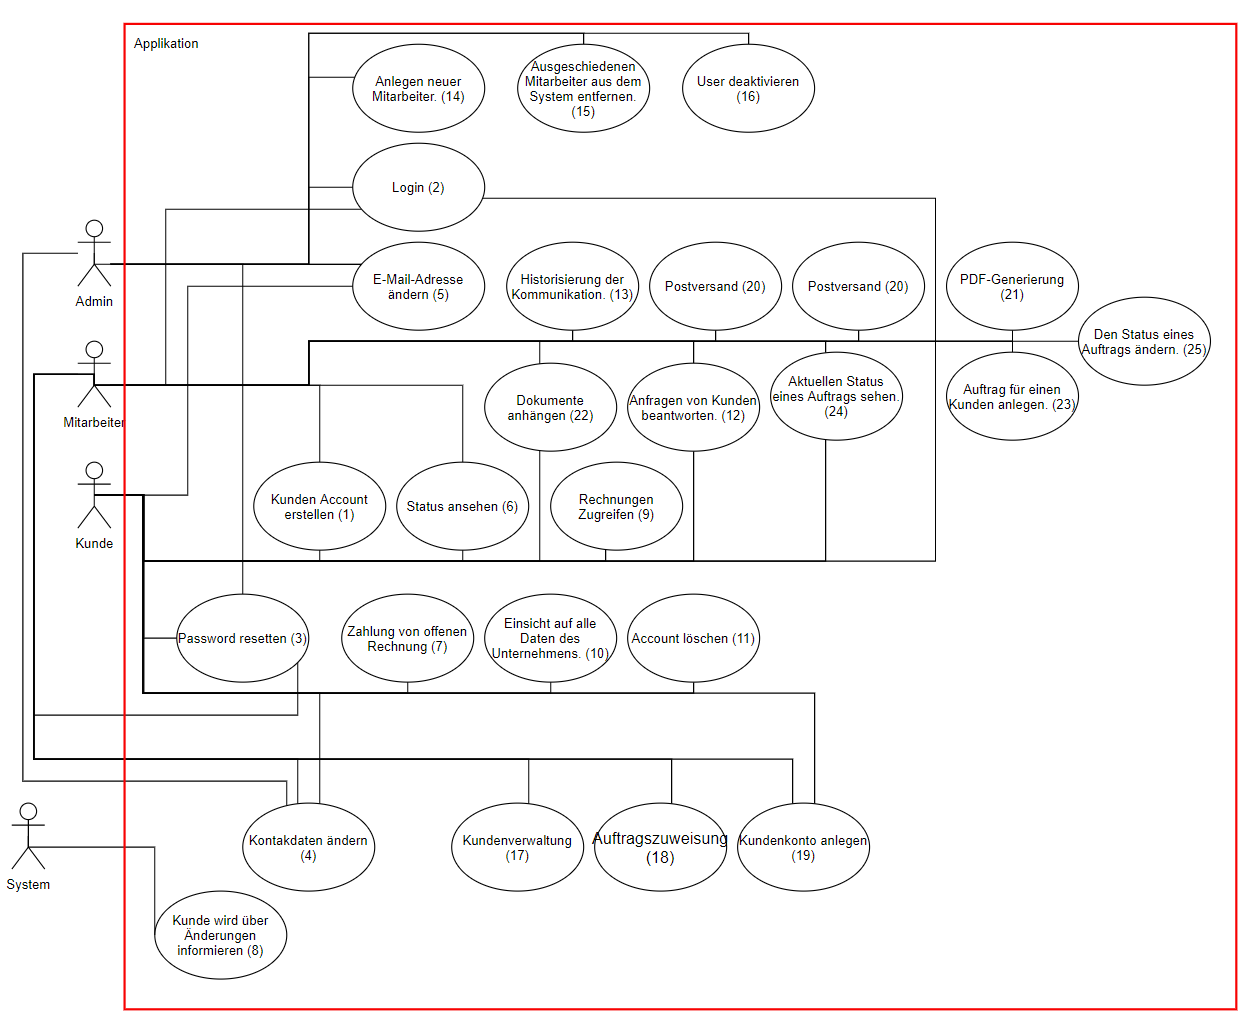 Applikation
Anlegen neuer
Mitarbeiter. (14)
Ausgeschiedenen
Mitarbeiter aus dem
System entfernen.
(15)
User deaktivieren
(16)
Login (2)
Admin
E-Mail-Adresse
ändern (5)
Historisierung der
Kommunikation. (13)
Postversand (20)
Postversand (20)
PDF-Generierung
(21)
Den Status eines
Auftrags ändern. (25)
Mitarbeiter
Dokumente
anhängen (22)
Anfragen von Kunden
beantworten. (12)
Aktuellen Status
eines Auftrags sehen.
(24)
Auftrag für einen
Kunden anlegen. (23)
Kunde
Kunden Account
erstellen (1)
Status ansehen (6)
Rechnungen
Zugreifen (9)
Password resetten (3)
Zahlung von offenen
Rechnung (7)
Einsicht auf alle
Daten des
Unternehmens. (10)
Account löschen (11)
System
Kontakdaten ändern
(4)
Kundenverwaltung
(17)
Auftragszuweisung
(18)
Kundenkonto anlegen
(19)
Kunde wird über
Änderungen
informieren (8)